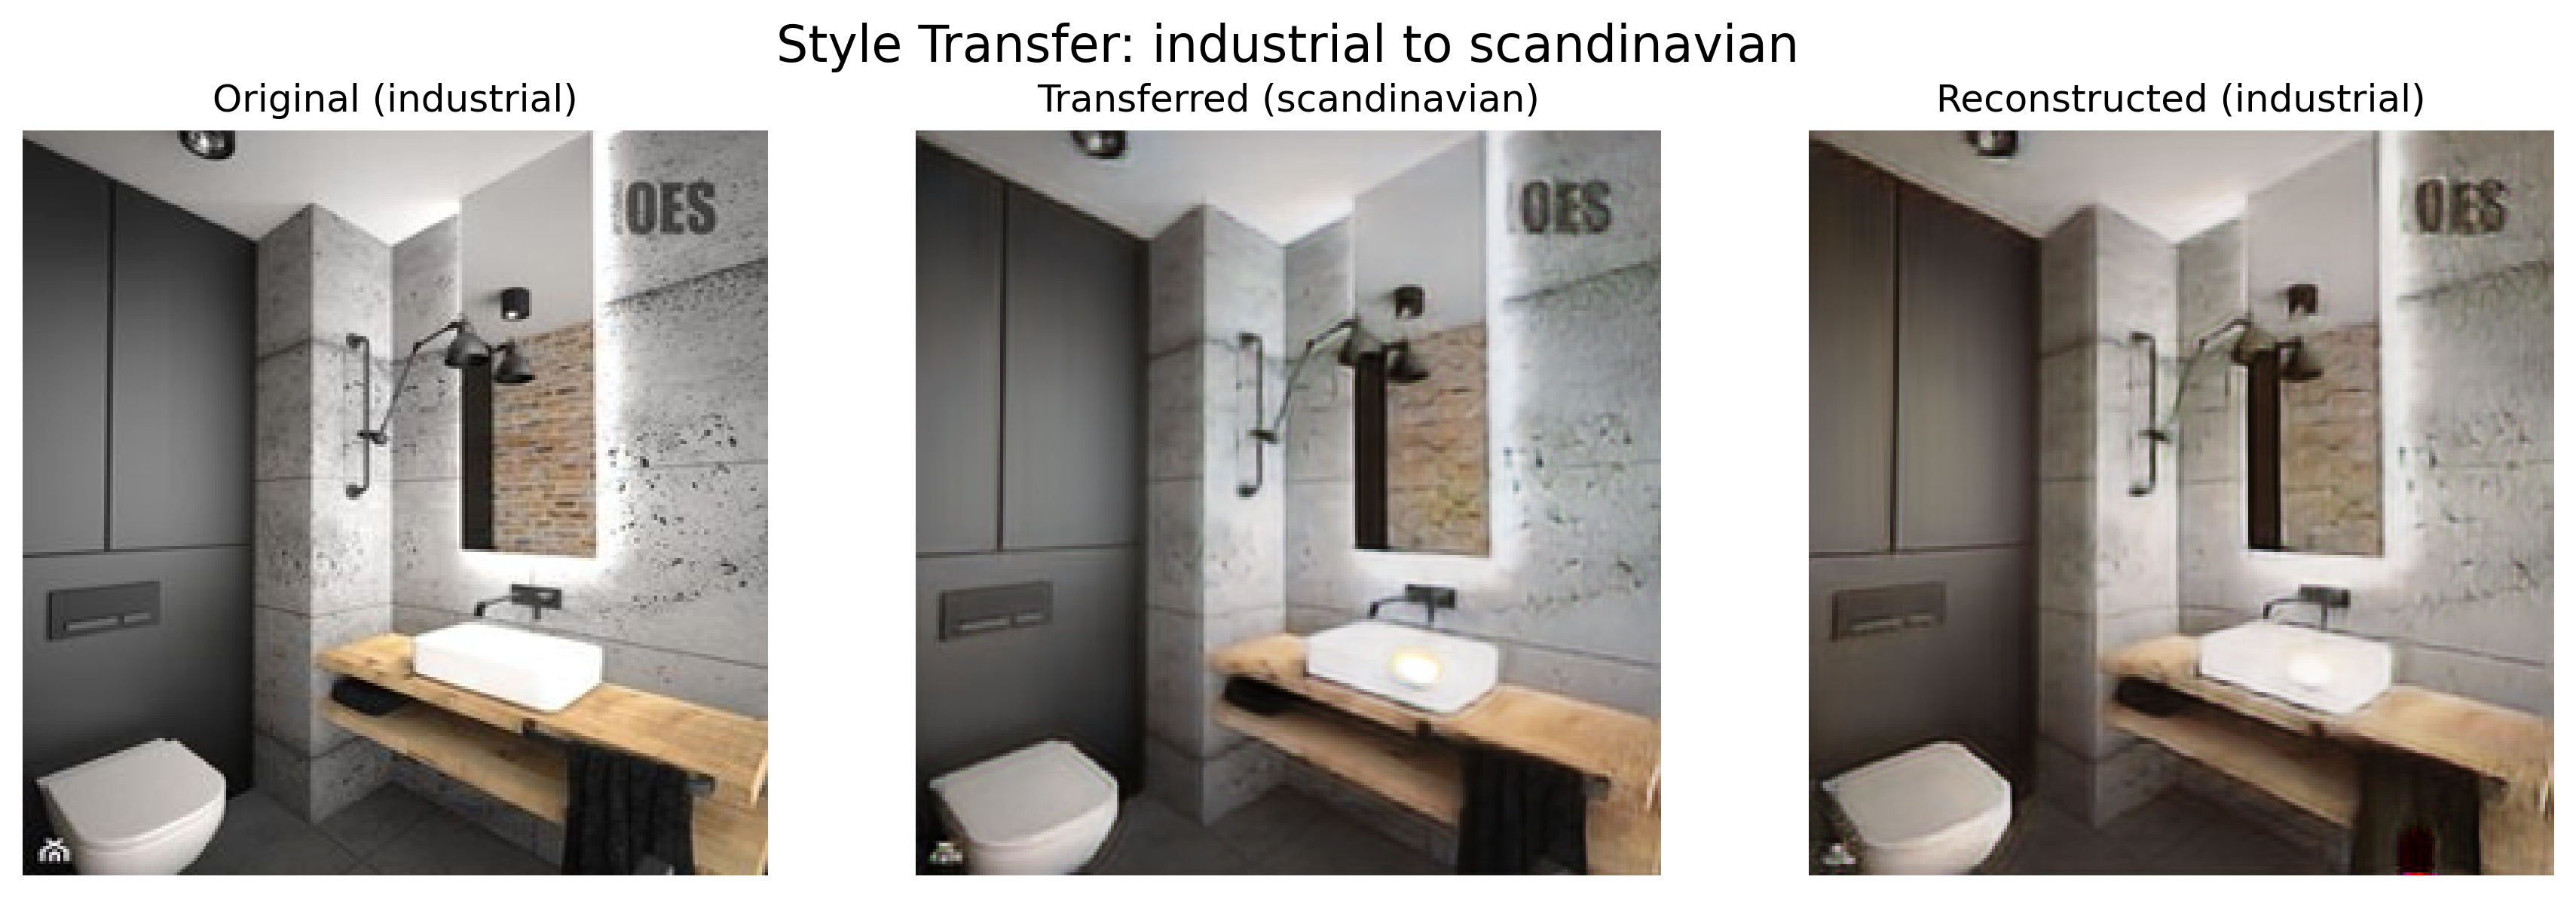 Style Transfer: industrial to scandinavian
Original (industrial)
Transferred (scandinavian)
Reconstructed (industrial)
OES
OES
OES